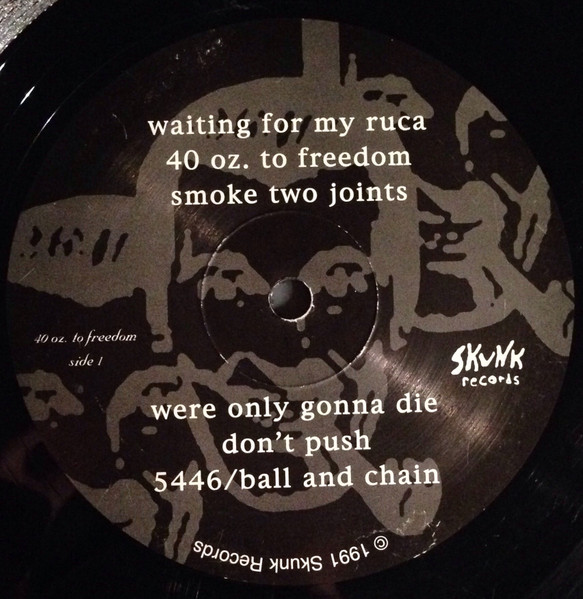 waiting for my ruca
40 oz. to freedom
smoke two joints
40 oz. to freedom
side 1
SKUNK
records
were only gonna die
don't push
5446/ball and chain
© 1991 Skunk Records